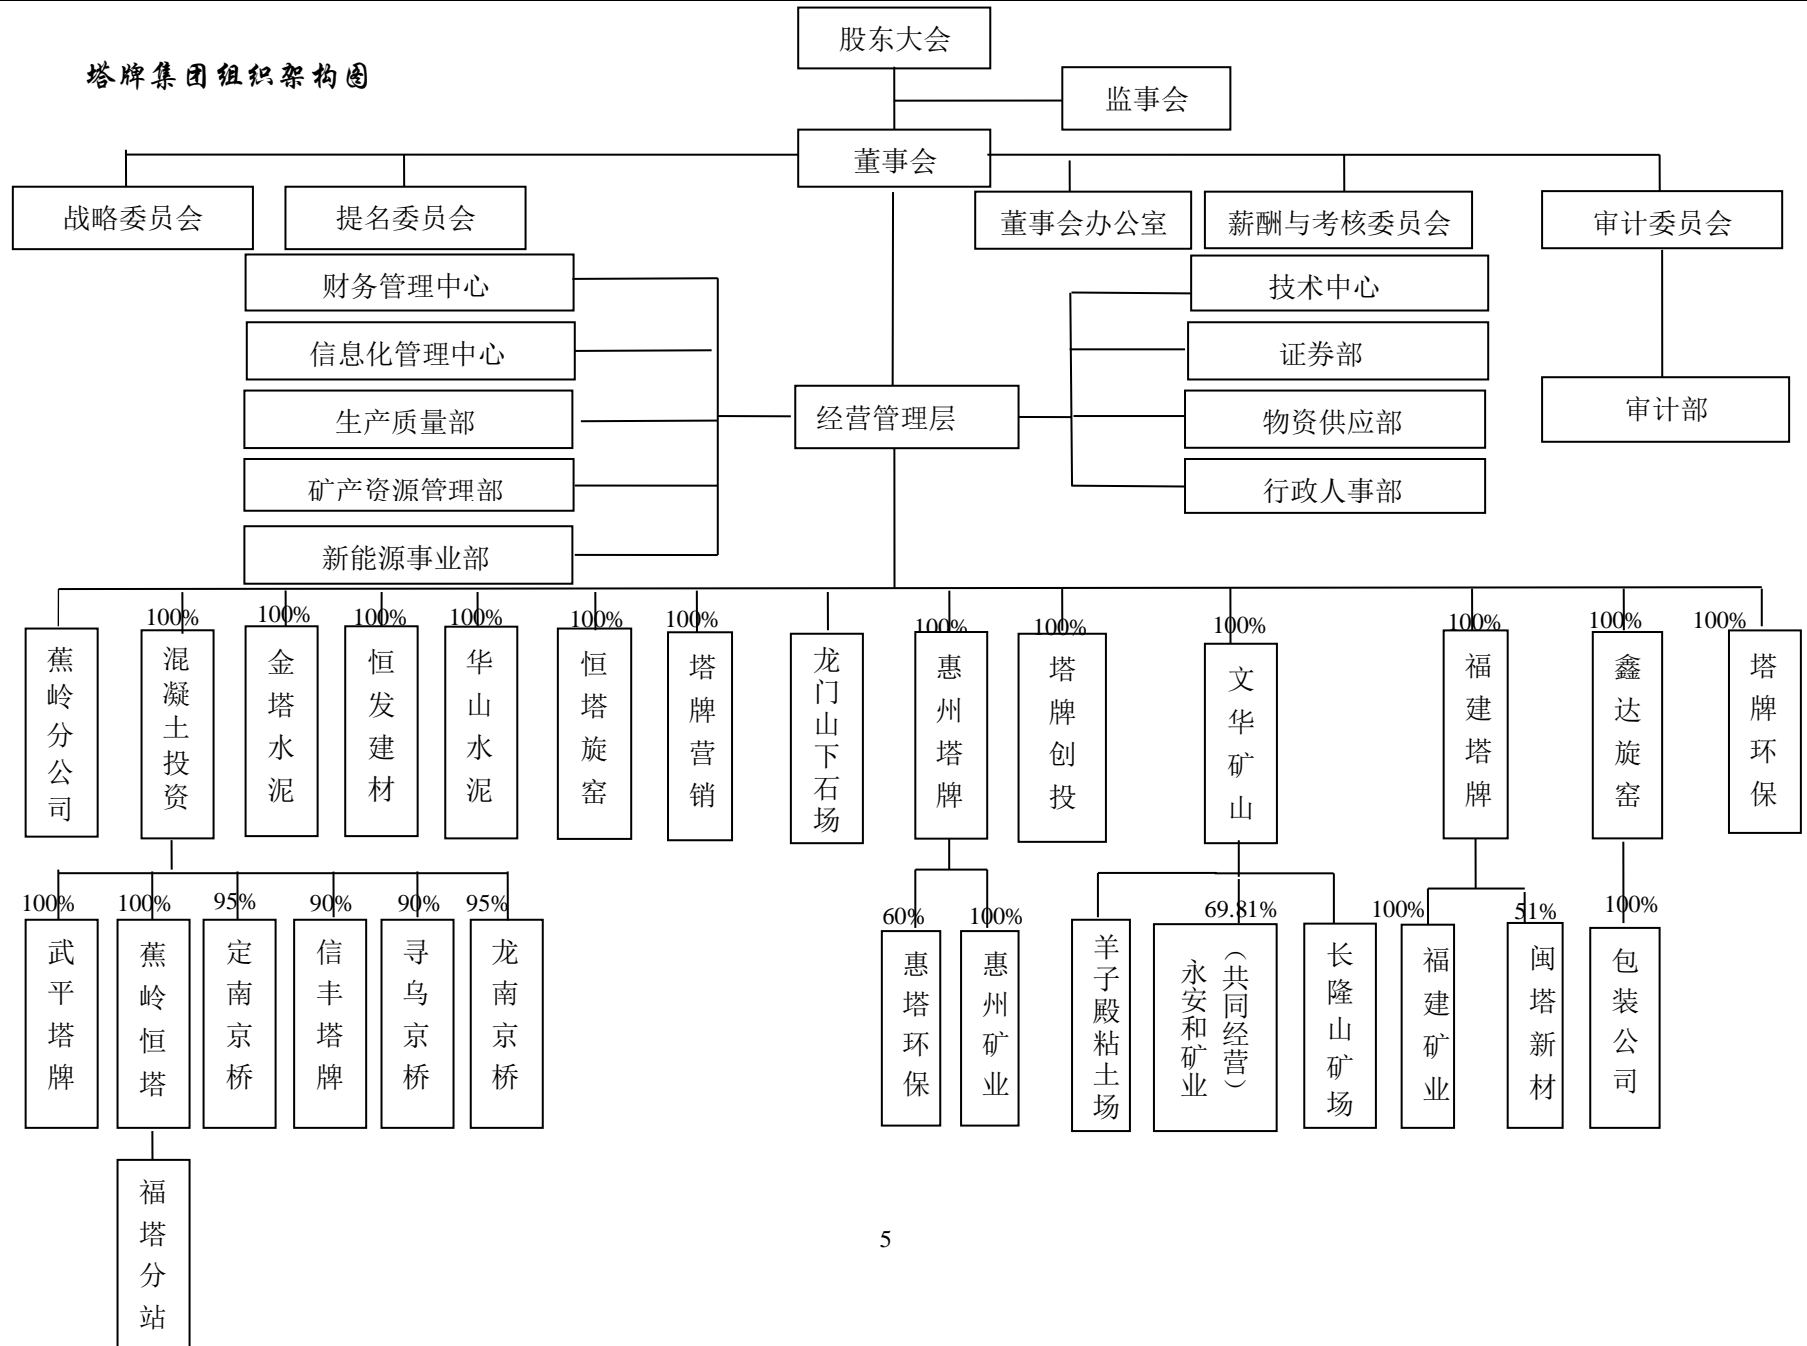 股东大会
塔牌集团组织架构图
监事会
董事会
战略委员会
提名委员会
董事会办公室
薪酬与考核委员会
审计委员会
财务管理中心
技术中心
信息化管理中心
证券部
生产质量部
经营管理层
物资供应部
审计部
矿产资源管理部
行政人事部
新能源事业部
100%
100%
100%
100%
100%
100%
100%
100%
100%
100%
100%
100%
蕉岭分公司
混凝土投资
金塔水泥
恒发建材
华山水泥
恒塔旋窑
塔牌营销
龙门山下石场
惠州塔牌
塔牌创投
文华矿山
福建塔牌
鑫达旋窑
塔牌环保
100%
100%
95%
90%
90%
95%
60%
100%
69.81%
100%
51%
100%
武平塔牌
蕉岭恒塔
定南京桥
信丰塔牌
寻乌京桥
龙南京桥
惠塔环保
惠州矿业
羊子殿粘土场
（共同经营）
永安和矿业
长隆山矿场
福建矿业
闽塔新材
包装公司
福塔分站
5